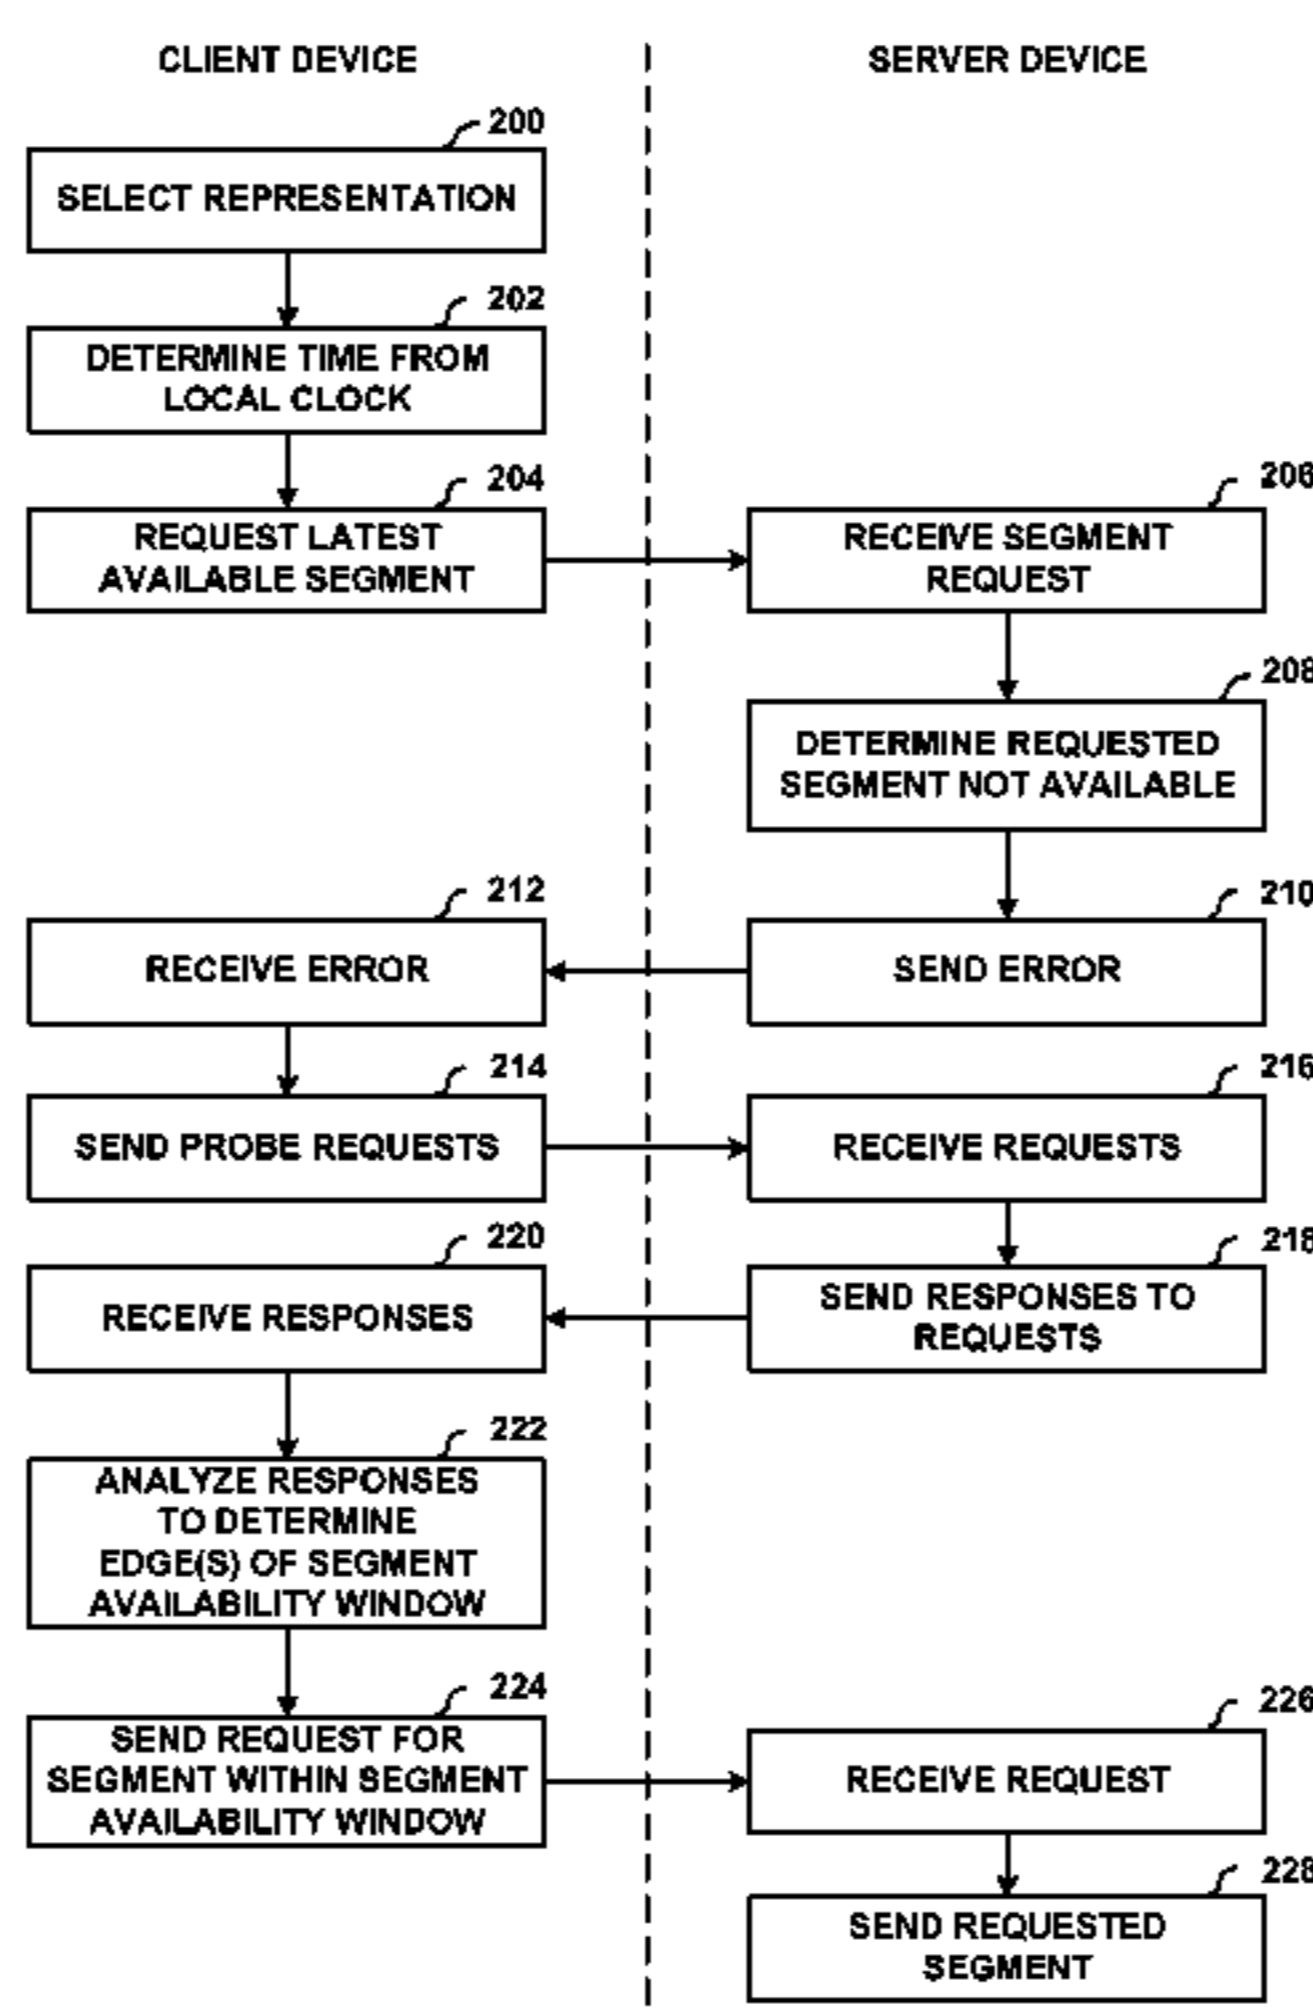 CLIENT DEVICE
SERVER DEVICE
200
SELECT REPRESENTATION
202
DETERMINE TIME FROM
LOCAL CLOCK
204
REQUEST LATEST
AVAILABLE SEGMENT
206
RECEIVE SEGMENT
REQUEST
208
DETERMINE REQUESTED
SEGMENT NOT AVAILABLE
210
SEND ERROR
212
RECEIVE ERROR
214
SEND PROBE REQUESTS
216
RECEIVE REQUESTS
218
SEND RESPONSES TO
REQUESTS
220
RECEIVE RESPONSES
222
ANALYZE RESPONSES
TO DETERMINE
EDGE(S) OF SEGMENT
AVAILABILITY WINDOW
224
SEND REQUEST FOR
SEGMENT WITHIN SEGMENT
AVAILABILITY WINDOW
226
RECEIVE REQUEST
228
SEND REQUESTED
SEGMENT